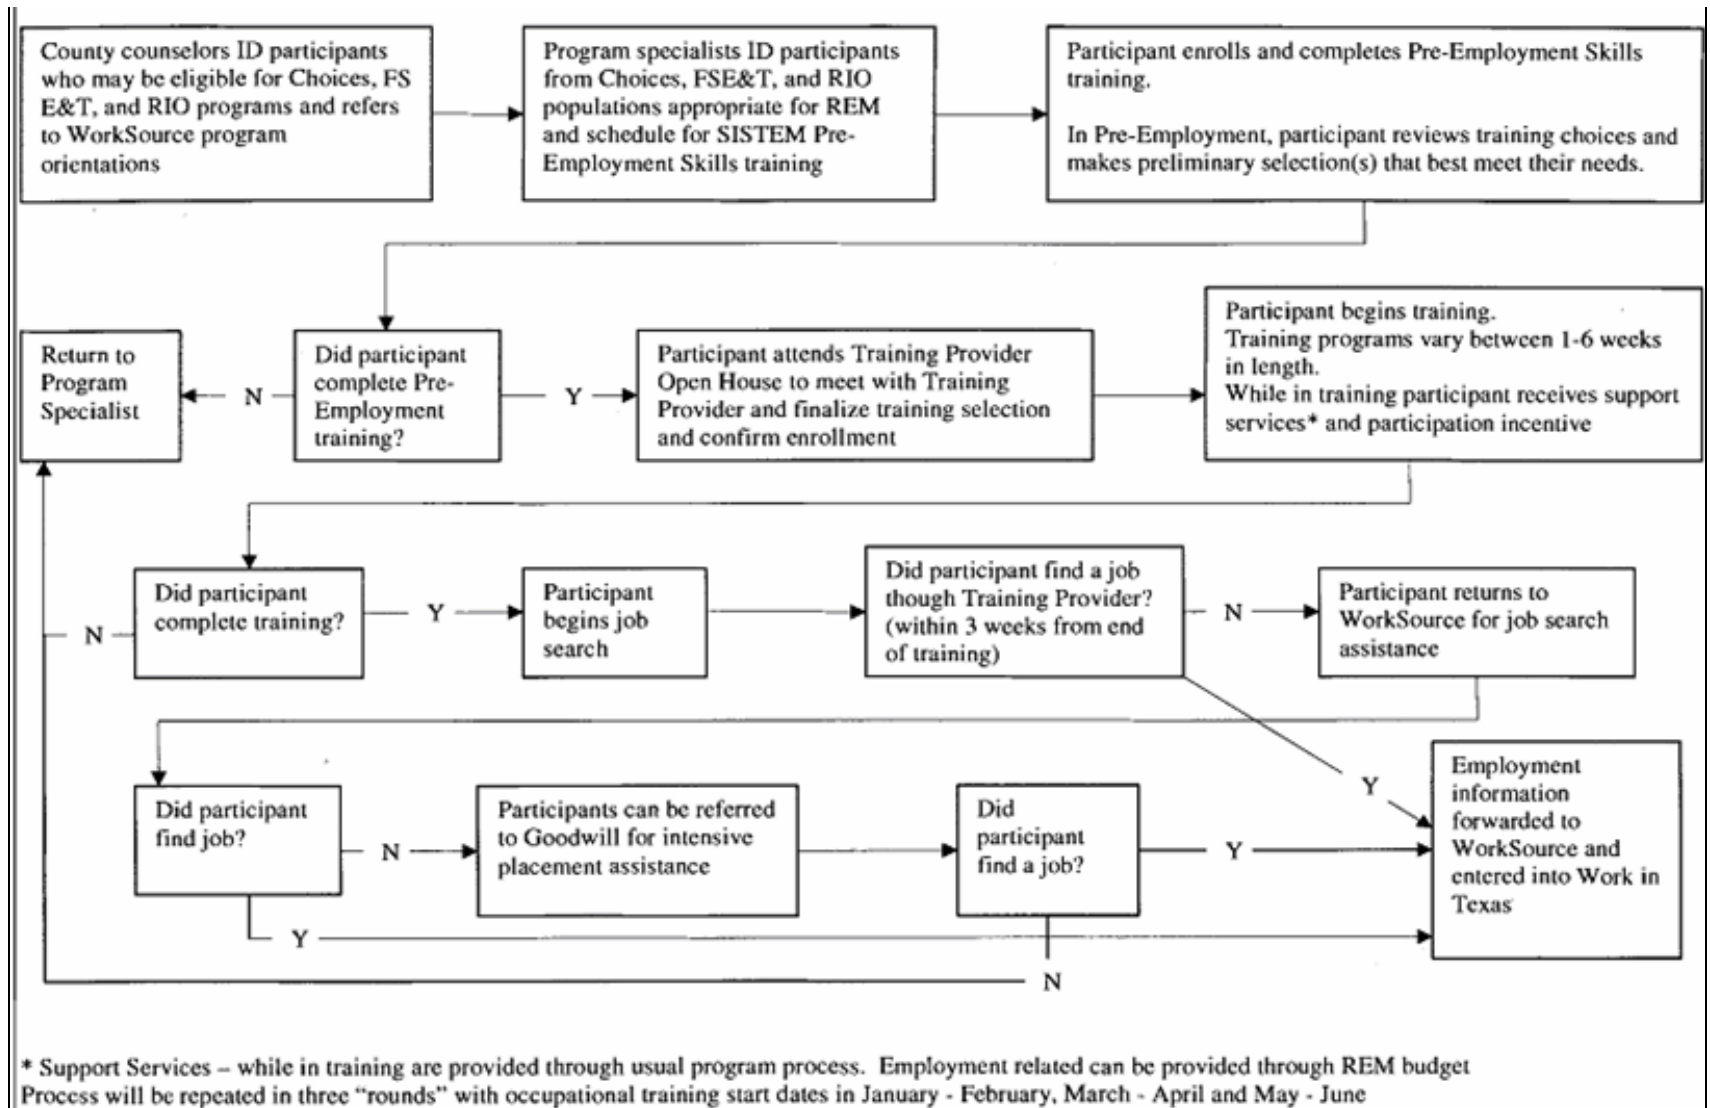 County counselors ID participants
who may be eligible for Choices, FS
E&T, and RIO programs and refers
to WorkSource program
orientations
Program specialists ID participants
from Choices, FSE&T, and RIO
populations appropriate for REM
and schedule for SISTEM Pre-
Employment Skills training
Participant enrolls and completes Pre-Employment Skills
training.
In Pre-Employment, participant reviews training choices and
makes preliminary selection(s) that best meet their needs.
Return to
Program
Specialist
N
Did participant
complete Pre-
Employment
training?
Y
Participant attends Training Provider
Open House to meet with Training
Provider and finalize training selection
and confirm enrollment
Participant begins training.
Training programs vary between 1-6 weeks
in length.
While in training participant receives support
services* and participation incentive
N
Did participant
complete training?
Y
Participant
begins job
search
Did participant find a job
though Training Provider?
(within 3 weeks from end
of training)
N
Participant returns to
WorkSource for job search
assistance
Y
Did participant
find job?
N
Participants can be referred
to Goodwill for intensive
placement assistance
Did
participant
find a job?
Y
Employment
information
forwarded to
WorkSource and
entered into Work in
Texas
Y
N
* Support Services – while in training are provided through usual program process. Employment related can be provided through REM budget
Process will be repeated in three "rounds" with occupational training start dates in January - February, March - April and May - June